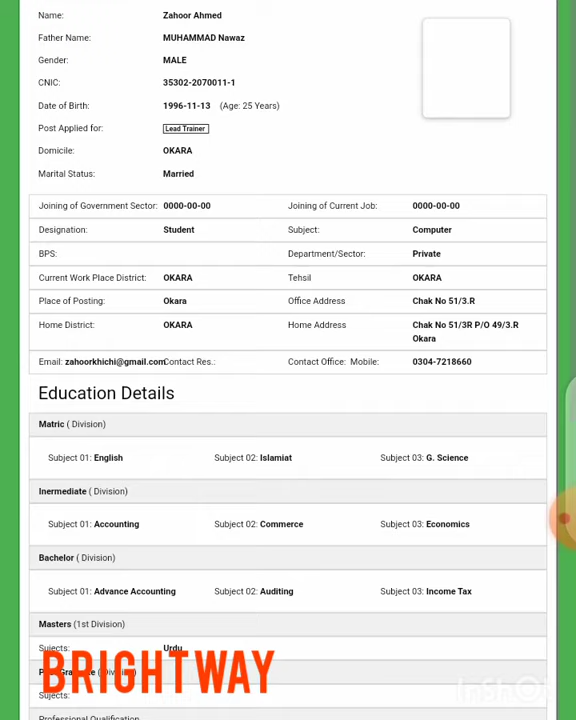 Name: Zahoor Ahmed
Father Name: MUHAMMAD Nawaz
Gender: MALE
CNIC: 35302-2070011-1
Date of Birth: 1996-11-13 (Age: 25 Years)
Post Applied for: Lead Trainer
Domicile: OKARA
Marital Status: Married
Joining of Government Sector: 0000-00-00 Joining of Current Job: 0000-00-00
Designation: Student Subject: Computer
BPS: Department/Sector: Private
Current Work Place District: OKARA Tehsil OKARA
Place of Posting: Okara Office Address Chak No 51/3.R
Home District: OKARA Home Address Chak No 51/3R P/O 49/3.R
Okara
Email: zahoorkhichi@gmail.com Contact Res.: Contact Office: Mobile: 0304-7218660
Education Details
Matric ( Division)
Subject 01: English Subject 02: Islamiat Subject 03: G. Science
Inermediate ( Division)
Subject 01: Accounting Subject 02: Commerce Subject 03: Economics
Bachelor ( Division)
Subject 01: Advance Accounting Subject 02: Auditing Subject 03: Income Tax
Masters (1st Division)
Sujects: Urdu
BRIGHT WAY
Sujects:
InShOt
Professional Qualification